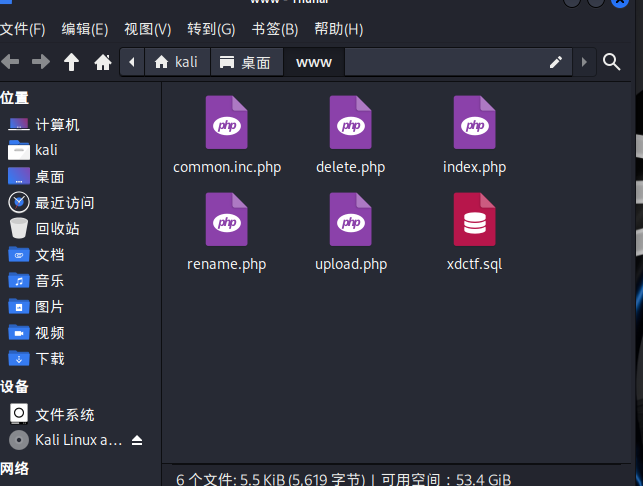 www - Thunar
文件(F) 编辑(E) 视图(V) 转到(G) 书签(B) 帮助(H)
kali 桌面 www
位置
计算机
kali
桌面
最近访问
回收站
文档
音乐
图片
视频
下载
设备
文件系统
Kali Linux a...
网络
php php php
common.inc.php delete.php index.php
php php
rename.php upload.php xdctf.sql
6 个文件: 5.5 KiB (5,619 字节) | 可用空间：53.4 GiB